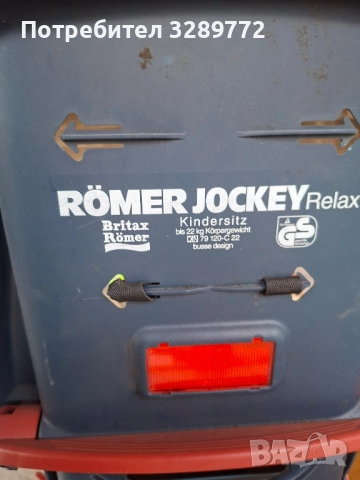 Потребител 3289772
RÖMER JOCKEY Relax
Britax
Römer
Kindersitz
bis 22 kg Körpergewicht
DIN 79 120-C 22
busse design
GS
BAZAR